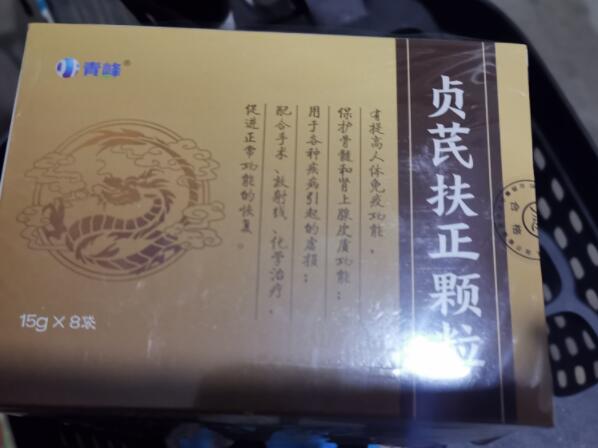 青峰®
贞芪扶正颗粒
有提高人体免疫功能,
保护骨髓和肾上腺皮质功能;
用于各种疾病引起的虚损;
配合手术、放射线、化学治疗,
促进正常功能的恢复。
15g×8袋
合格